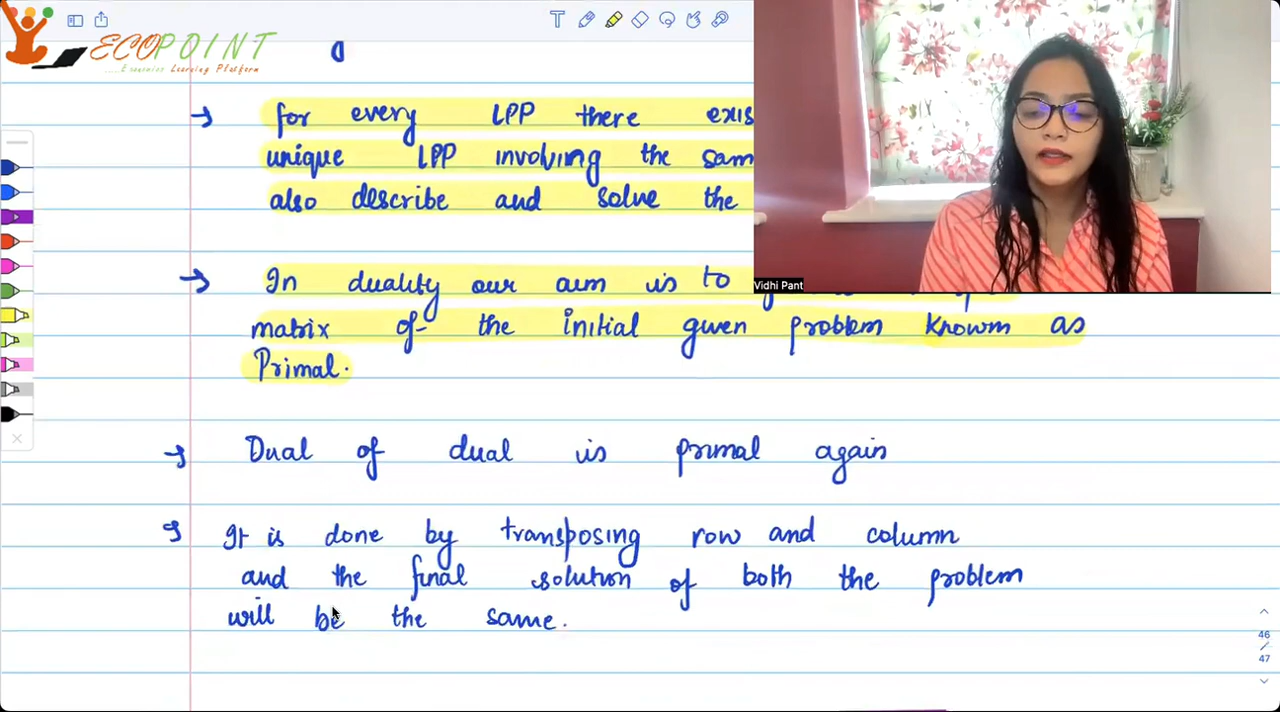 ECOPOINT
.....Economics Learning Platform
for every LPP there exis
unique LPP involving the sam
also describe and solve the
Vidhi Pant
In duality our aim is to
matrix of the initial given problem knowm as
Primal.
Dual of dual is primal again
It is done by transposing row and column
and the final solution of both the problem
will be the same.
46
/
47